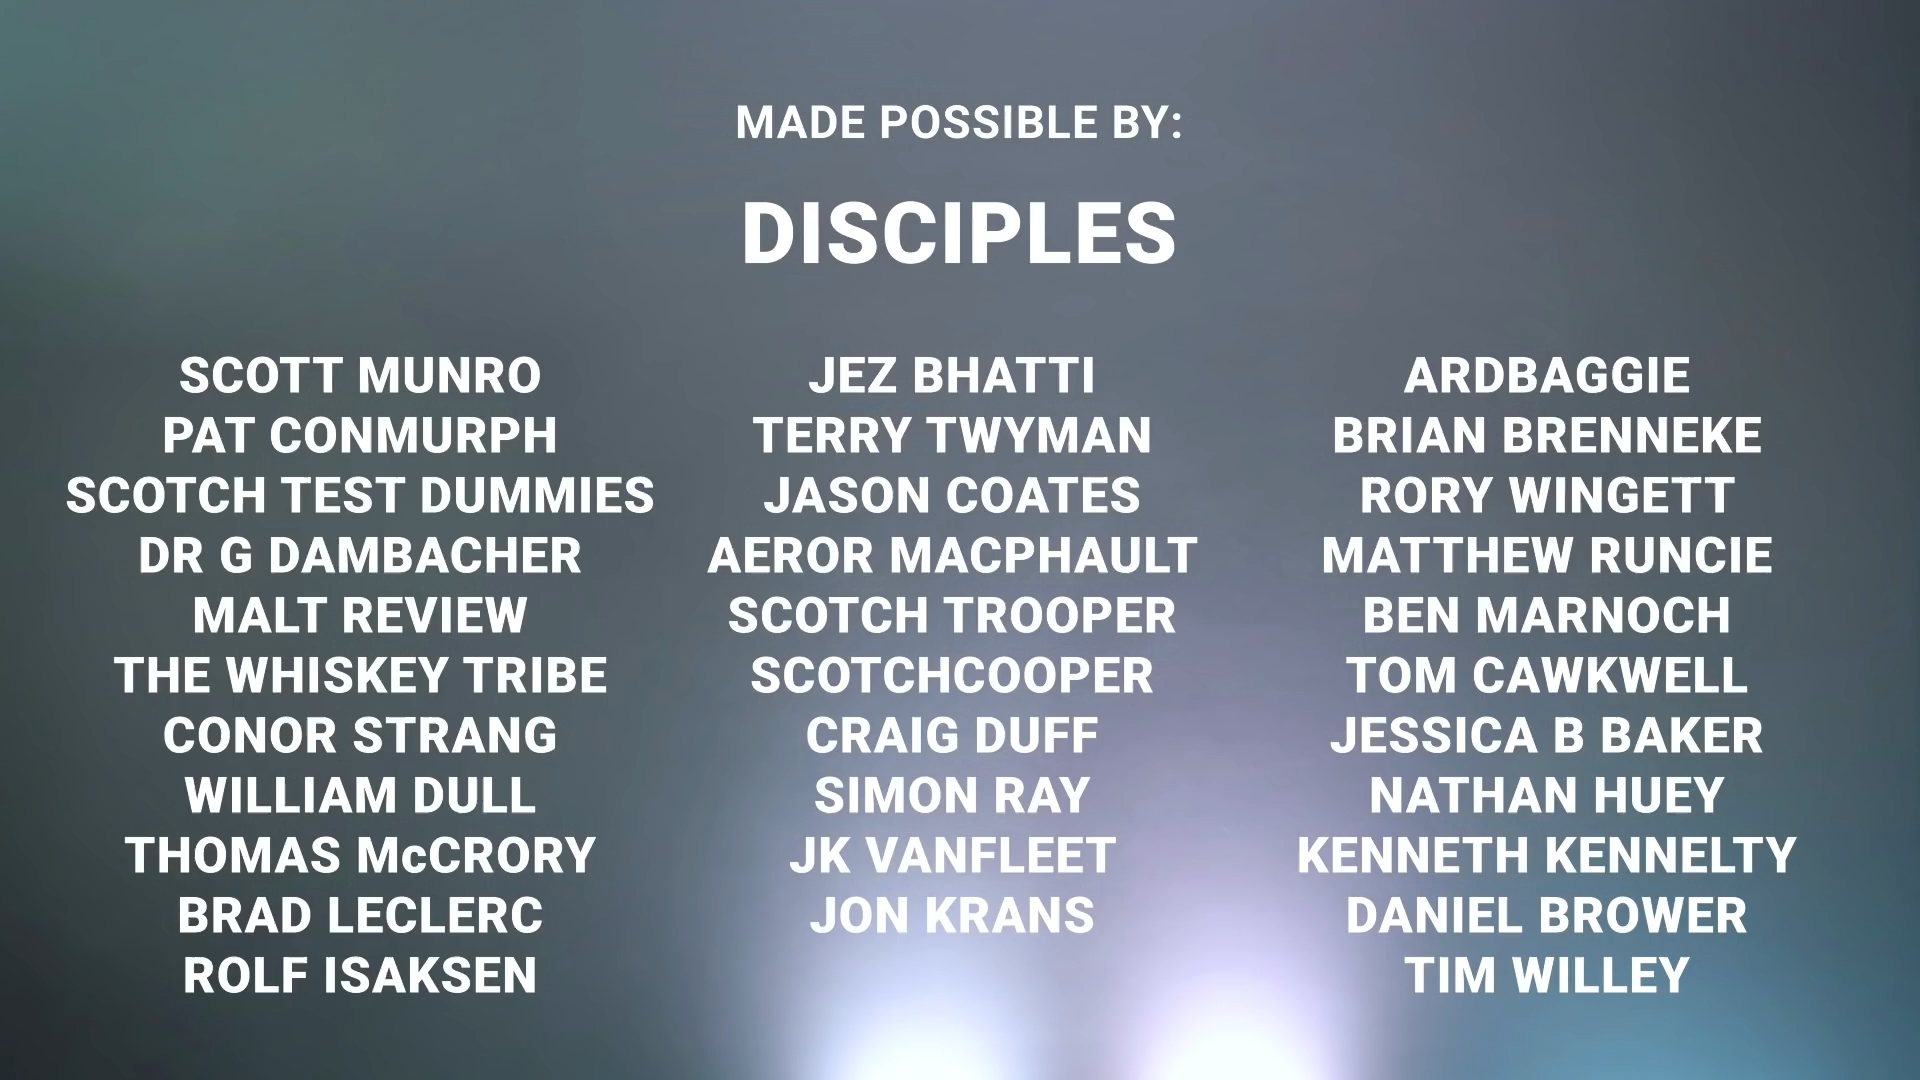 MADE POSSIBLE BY:
DISCIPLES
SCOTT MUNRO
PAT CONMURPH
SCOTCH TEST DUMMIES
DR G DAMBACHER
MALT REVIEW
THE WHISKEY TRIBE
CONOR STRANG
WILLIAM DULL
THOMAS McCRORY
BRAD LECLERC
ROLF ISAKSEN
JEZ BHATTI
TERRY TWYMAN
JASON COATES
AEROR MACPHAULT
SCOTCH TROOPER
SCOTCHCOOPER
CRAIG DUFF
SIMON RAY
JK VANFLEET
JON KRANS
ARDBAGGIE
BRIAN BRENNEKE
RORY WINGETT
MATTHEW RUNCIE
BEN MARNOCH
TOM CAWKWELL
JESSICA B BAKER
NATHAN HUEY
KENNETH KENNELTY
DANIEL BROWER
TIM WILLEY